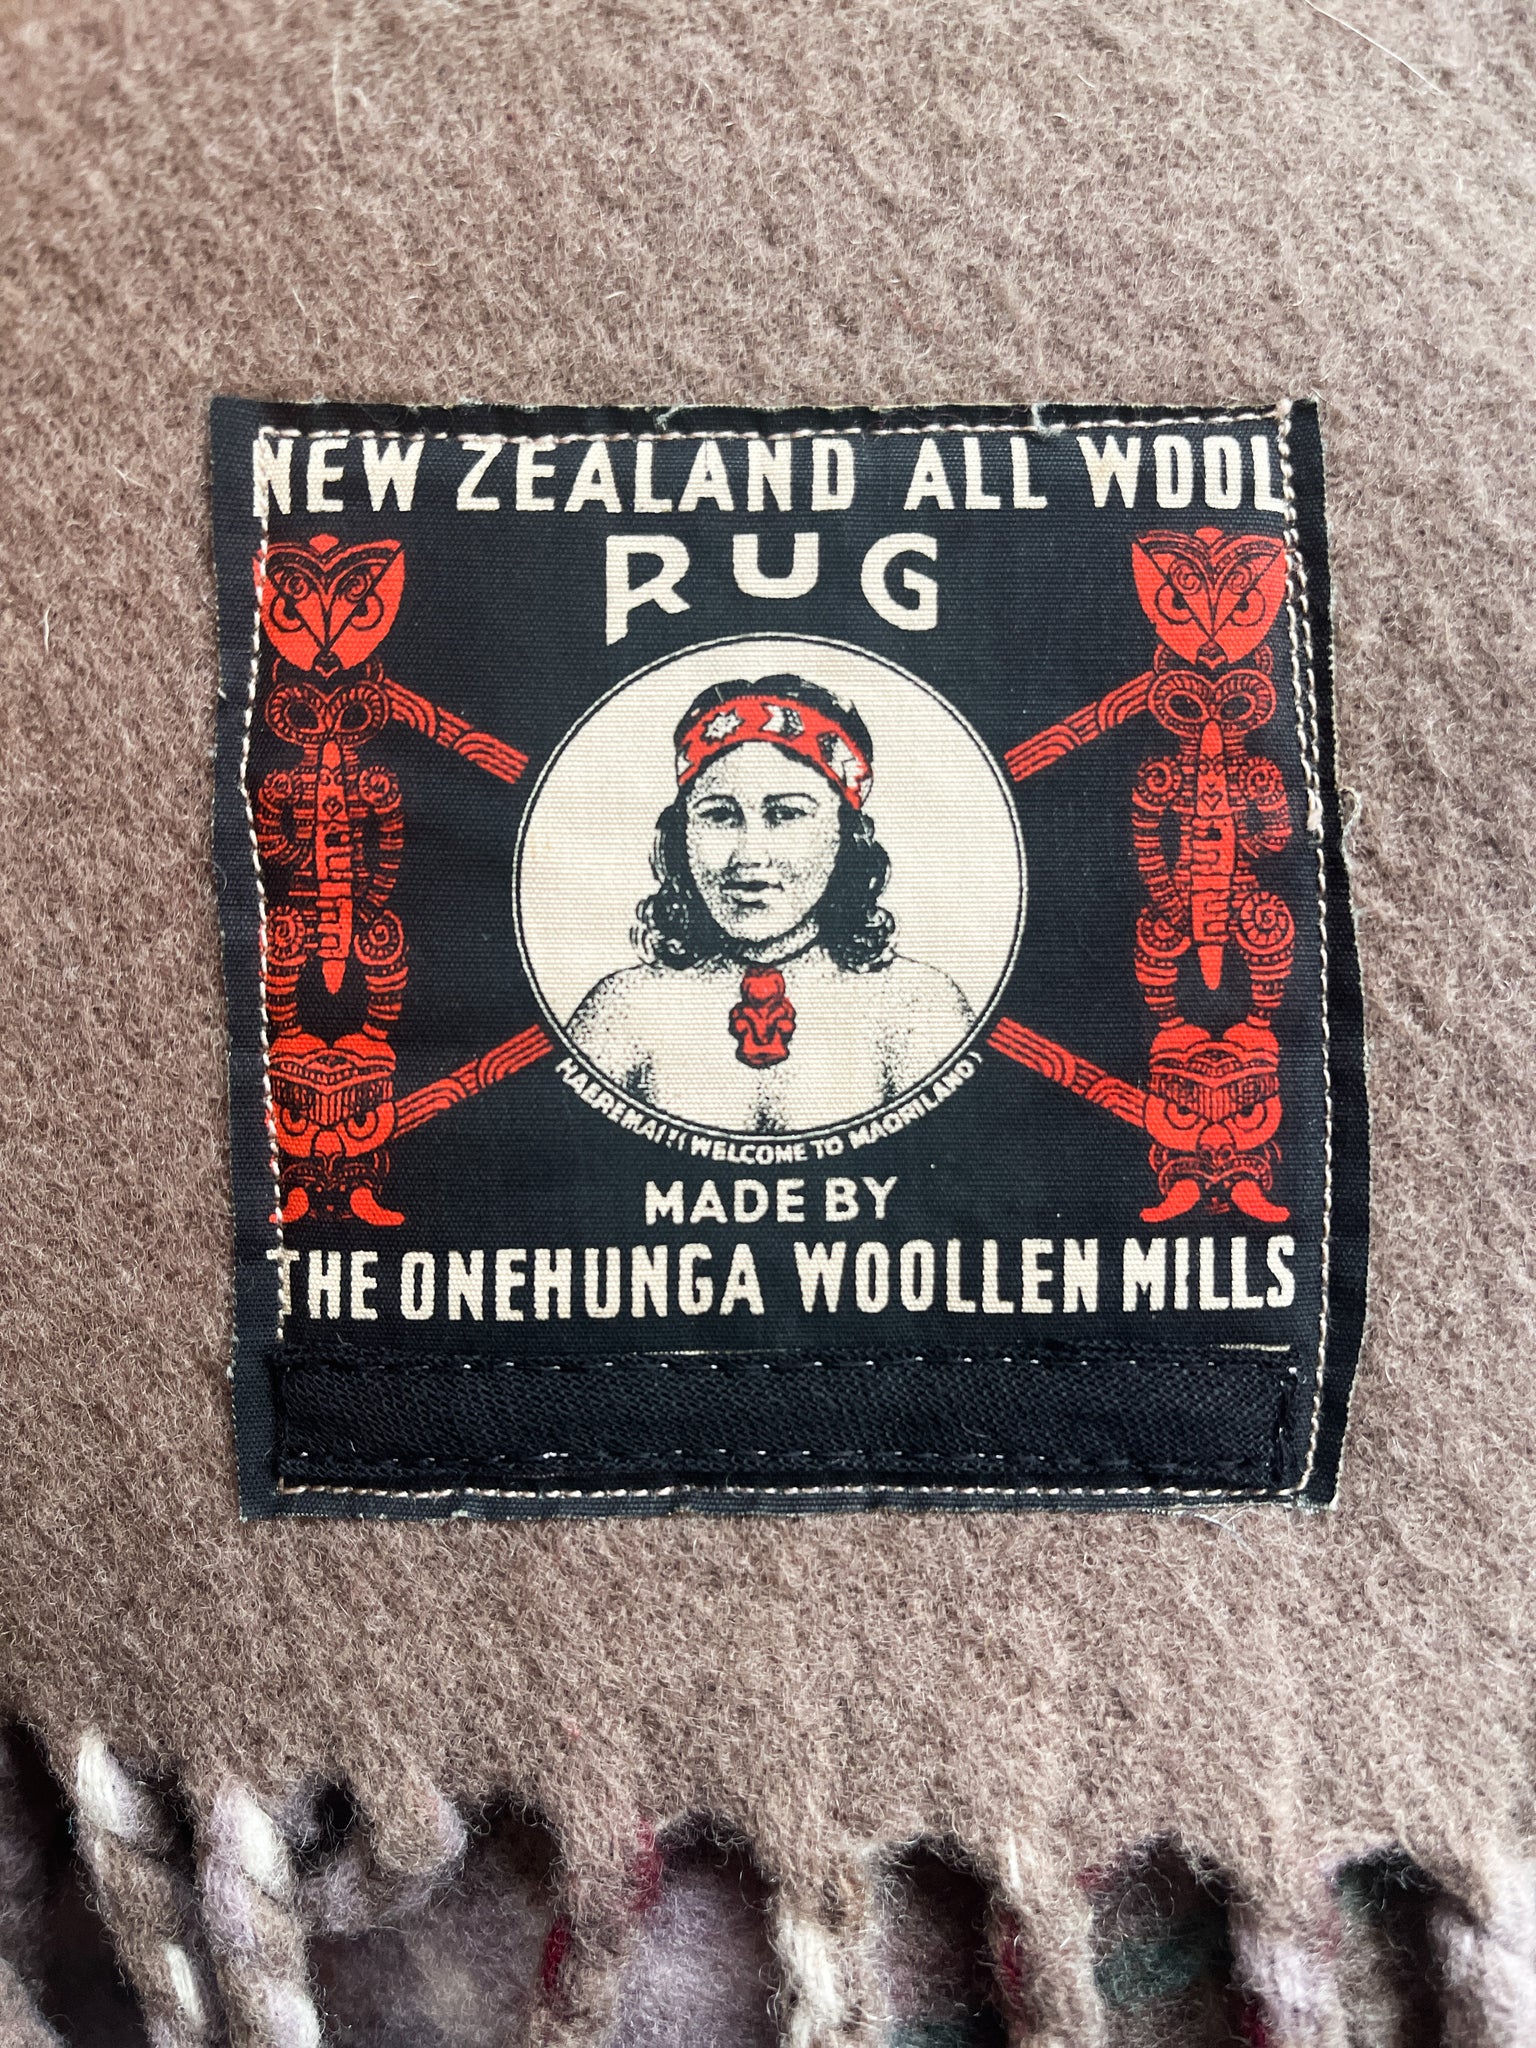 NEW ZEALAND ALL WOOL
RUG
HAEREMAI! (WELCOME TO MAORILAND)
MADE BY
THE ONEHUNGA WOOLLEN MILLS